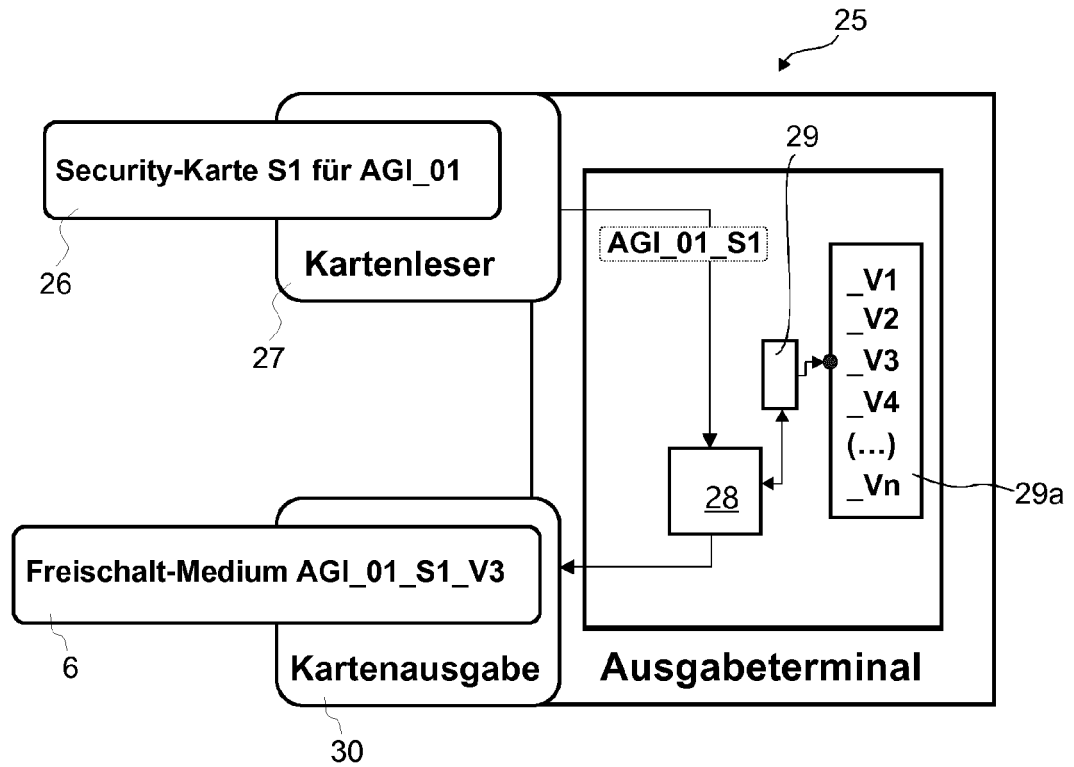 25
29
Security-Karte S1 für AGI_01
26
Kartenleser
27
AGI_01_S1
_V1
_V2
_V3
_V4
(...)
_Vn
29a
28
Freischalt-Medium AGI_01_S1_V3
6
Kartenausgabe
30
Ausgabeterminal